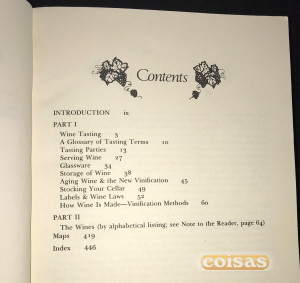 Contents
INTRODUCTION ix
PART I
Wine Tasting 3
A Glossary of Tasting Terms 10
Tasting Parties 13
Serving Wine 27
Glassware 34
Storage of Wine 38
Aging Wine & the New Vinification 45
Stocking Your Cellar 49
Labels & Wine Laws 52
How Wine Is Made—Vinification Methods 60
PART II
The Wines (by alphabetical listing; see Note to the Reader, page 64)
Maps 419
Index 446
coisas